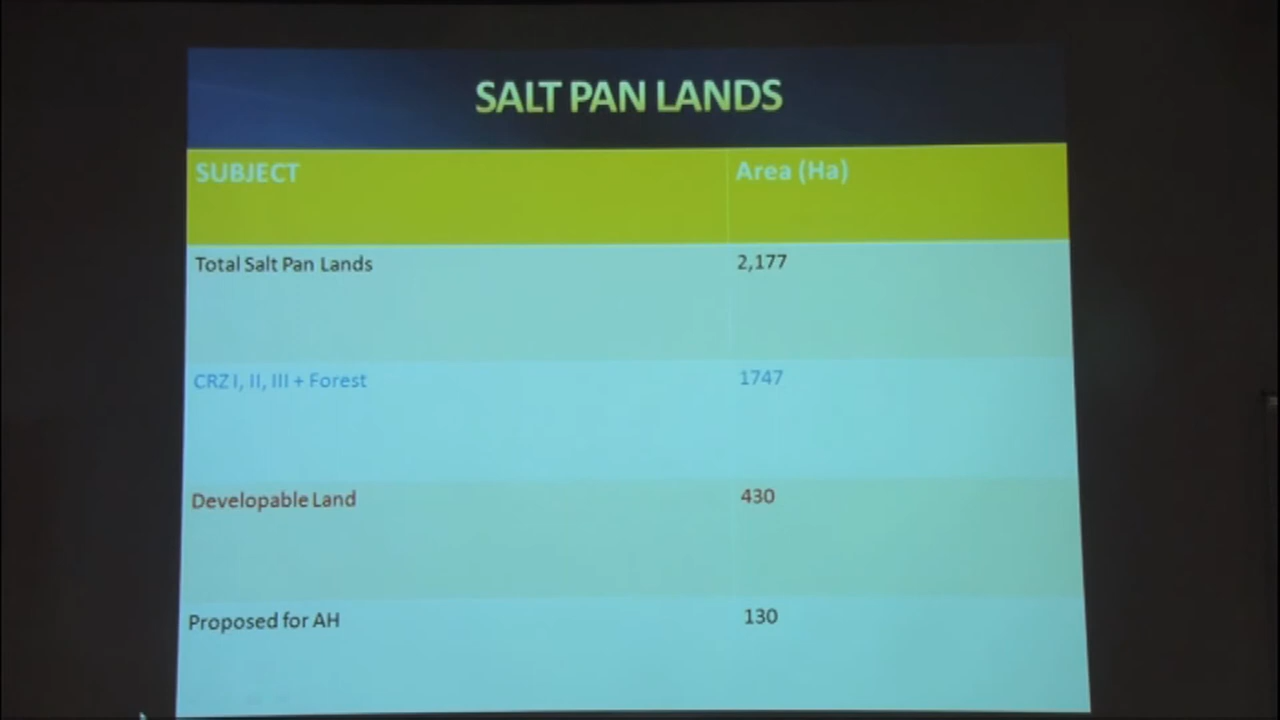 SALT PAN LANDS
SUBJECT Area (Ha)
Total Salt Pan Lands 2,177
CRZ I, II, III + Forest 1747
Developable Land 430
Proposed for AH 130